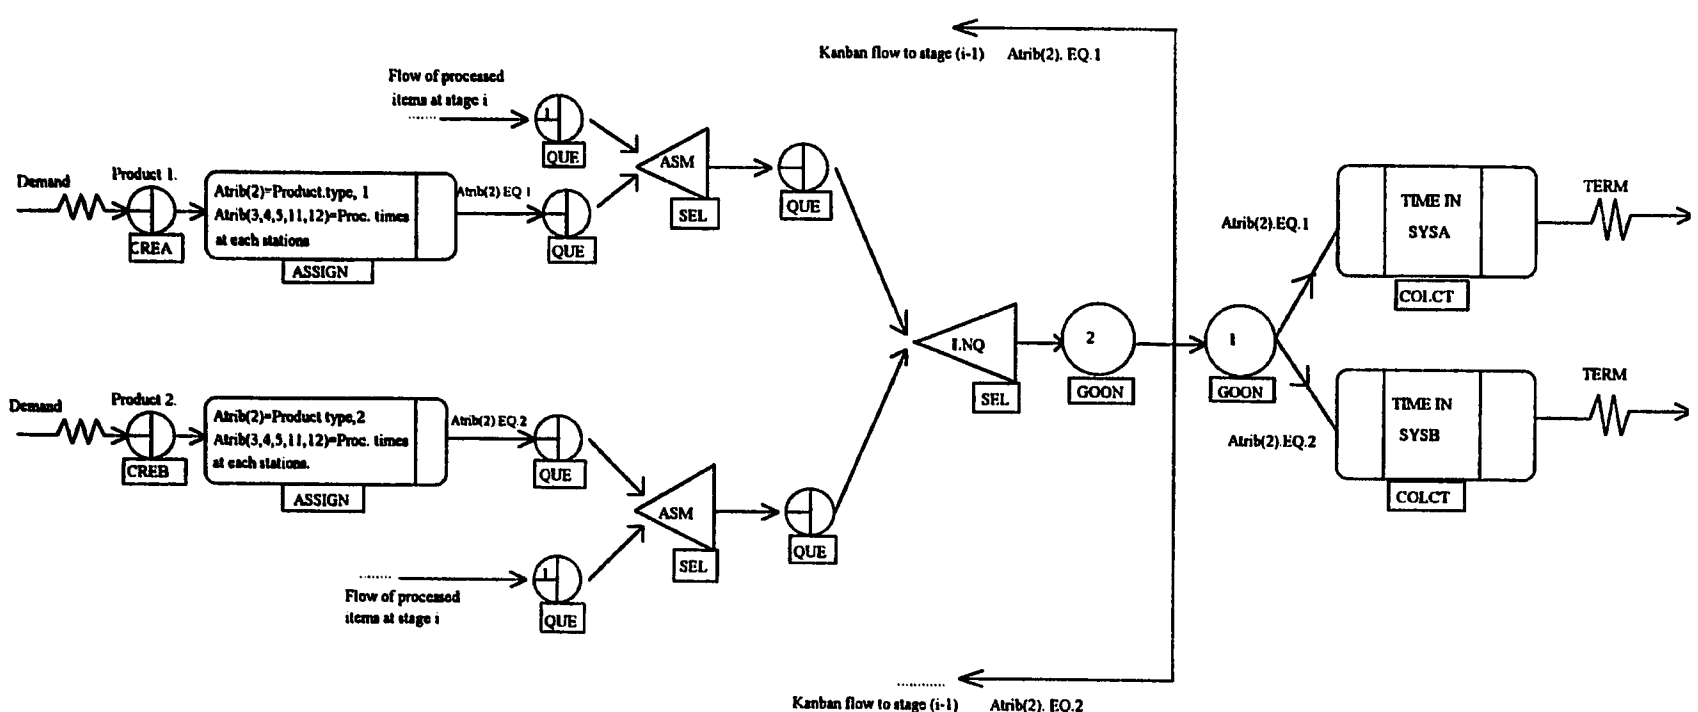 Kanban flow to stage (i-1) Atrib(2). EQ.1
Flow of processed
items at stage i
1
QUE
ASM
SEL
QUE
Demand
Product 1.
CREA
Atrib(2)=Product.type, 1
Atrib(3,4,5,11,12)=Proc. times
at each stations
ASSIGN
Atrib(2).EQ 1
QUE
Atrib(2).EQ.1
TIME IN
SYSA
COLCT
TERM
LNQ
SEL
2
GOON
1
GOON
Demand
Product 2.
CREB
Atrib(2)=Product type,2
Atrib(3,4,5,11,12)=Proc. times
at each stations.
ASSIGN
Atrib(2) EQ.2
QUE
ASM
SEL
QUE
Atrib(2).EQ.2
TIME IN
SYSB
COLCT
TERM
Flow of processed
items at stage i
1
QUE
Kanban flow to stage (i-1) Atrib(2). EQ.2